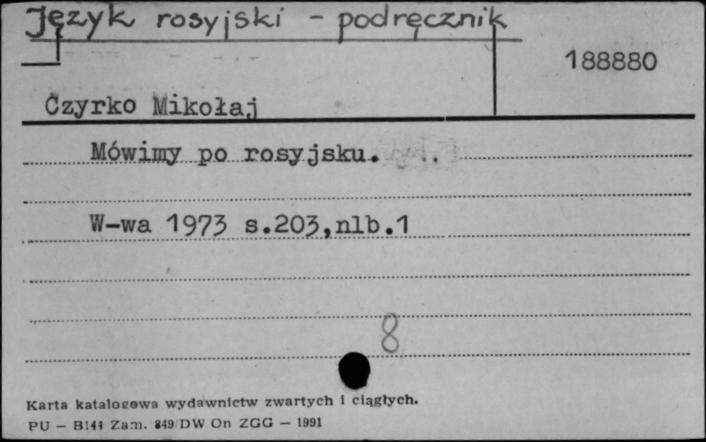 Język rosyjski - podręcznik
188880
Czyrko Mikołaj
Mówimy po rosyjsku.
W-wa 1973 s.203,nlb.1
8
Karta katalogowa wydawnictw zwartych i ciągłych.
PU — B144 Zam. 849/DW On ZGG — 1991